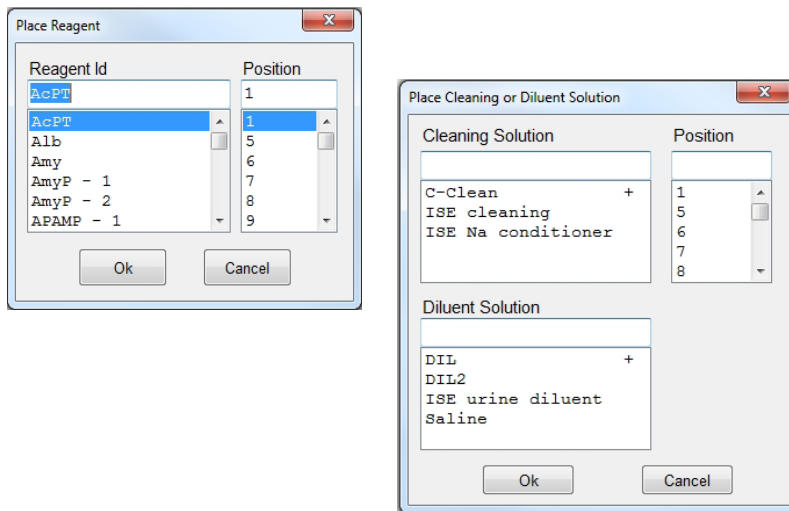 Place Reagent
Reagent Id Position
AcPT 1
AcPT 1
Alb 5
Amy 6
AmyP - 1 7
AmyP - 2 8
APAMP - 1 9
Ok Cancel
Place Cleaning or Diluent Solution
Cleaning Solution Position
C-Clean + 1
ISE cleaning 5
ISE Na conditioner 6
7
8
Diluent Solution
DIL +
DIL2
ISE urine diluent
Saline
Ok Cancel